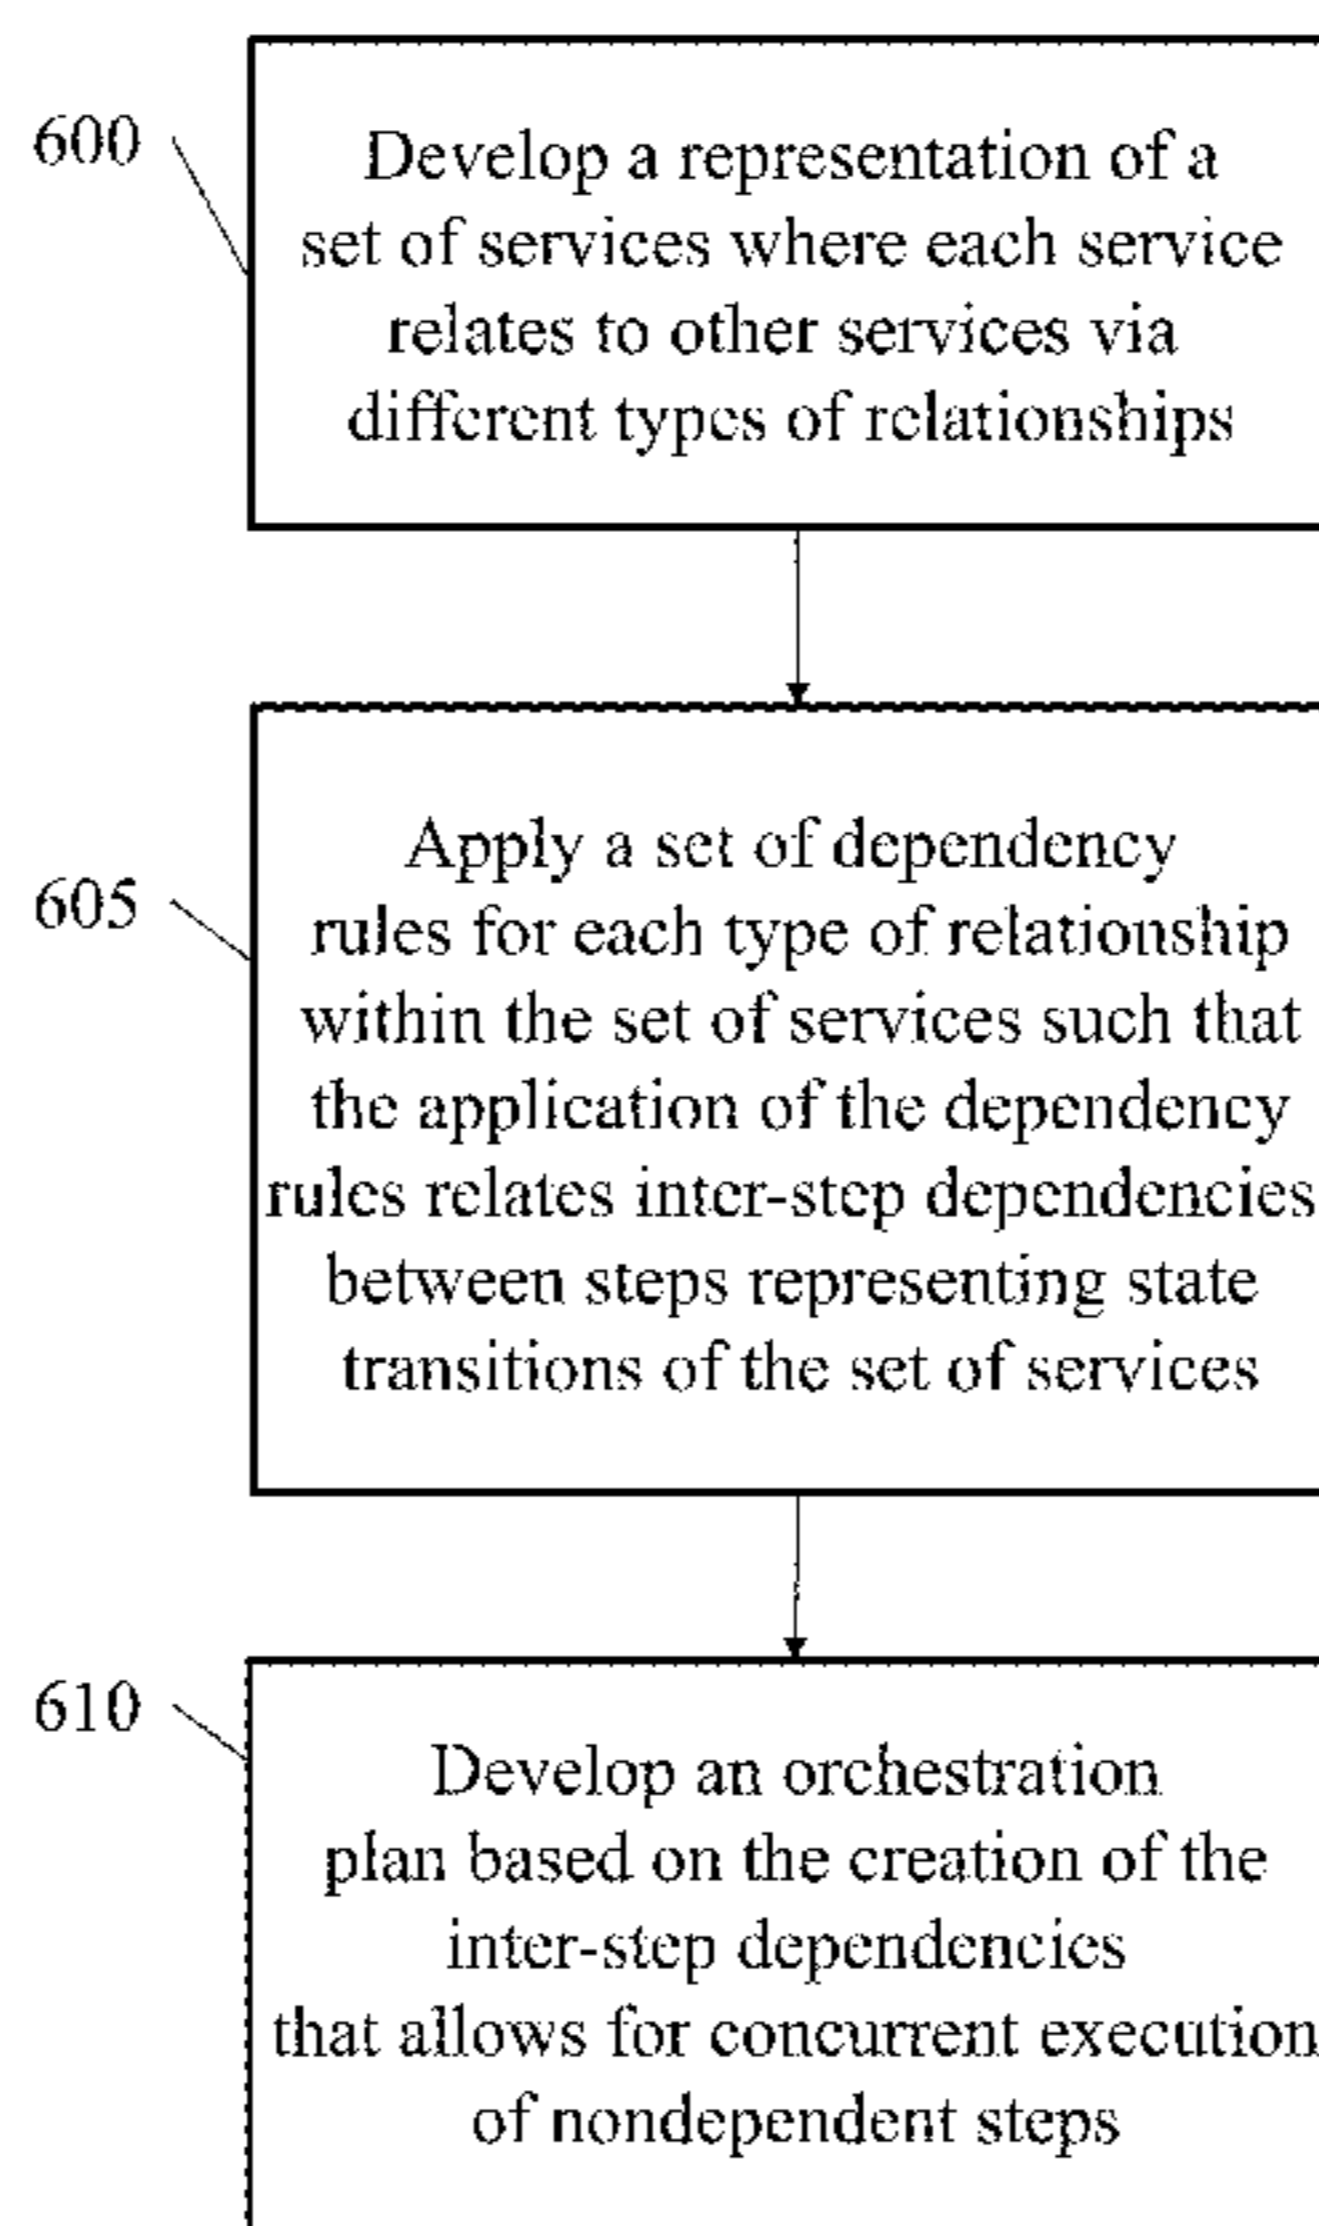 600
Develop a representation of a
set of services where each service
relates to other services via
different types of relationships
605
Apply a set of dependency
rules for each type of relationship
within the set of services such that
the application of the dependency
rules relates inter-step dependencies
between steps representing state
transitions of the set of services
610
Develop an orchestration
plan based on the creation of the
inter-step dependencies
that allows for concurrent execution
of nondependent steps